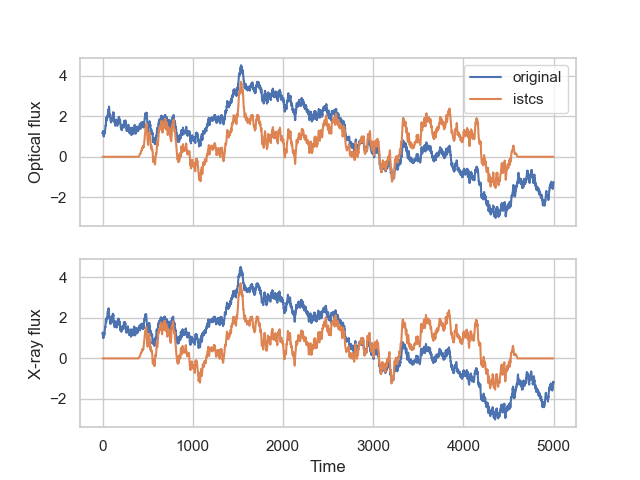 Optical flux
4
2
0
−2
original
istcs
X-ray flux
4
2
0
−2
0
1000
2000
3000
4000
5000
Time